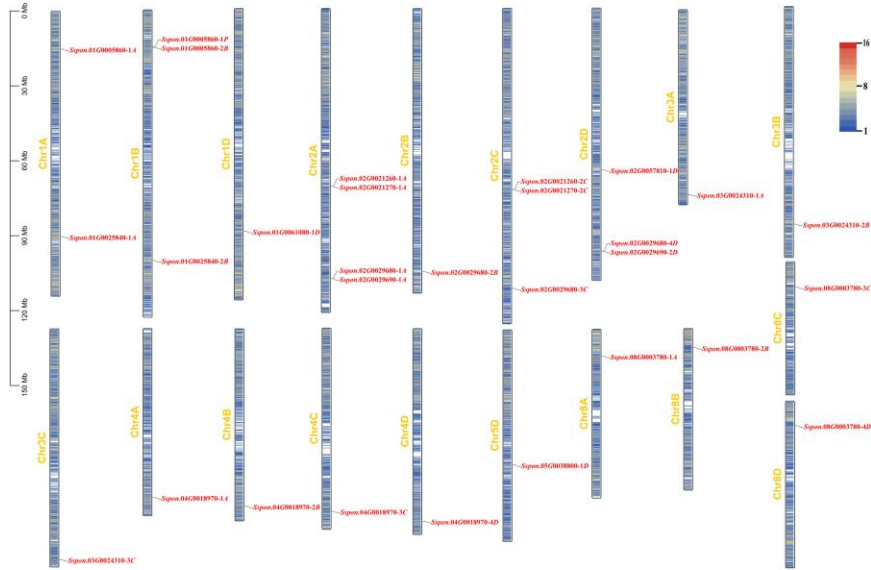 0 Mb
30 Mb
60 Mb
90 Mb
120 Mb
150 Mb
Chr1A
Sspon.01G0005860-1A
Sspon.01G0025840-1A
Chr1B
Sspon.01G0005860-1P
Sspon.01G0005860-2B
Sspon.01G0025840-2B
Chr1D
Sspon.01G0061080-1D
Chr2A
Sspon.02G0021260-1A
Sspon.02G0021270-1A
Sspon.02G0029680-1A
Sspon.02G0029690-1A
Chr2B
Sspon.02G0029680-2B
Chr2C
Sspon.02G0021260-2C
Sspon.02G0021270-2C
Sspon.02G0029680-3C
Chr2D
Sspon.02G0057810-1D
Sspon.02G0029680-4D
Sspon.02G0029690-2D
Chr3A
Sspon.03G0024310-1A
Chr3B
Sspon.03G0024310-2B
16
8
1
Chr8C
Sspon.08G0003780-3C
Chr3C
Sspon.03G0024310-3C
Chr4A
Sspon.04G0018970-1A
Chr4B
Sspon.04G0018970-2B
Chr4C
Sspon.04G0018970-3C
Chr4D
Sspon.04G0018970-4D
Chr5D
Sspon.05G0038800-1D
Chr8A
Sspon.08G0003780-1A
Chr8B
Sspon.08G0003780-2B
Chr8D
Sspon.08G0003780-4D